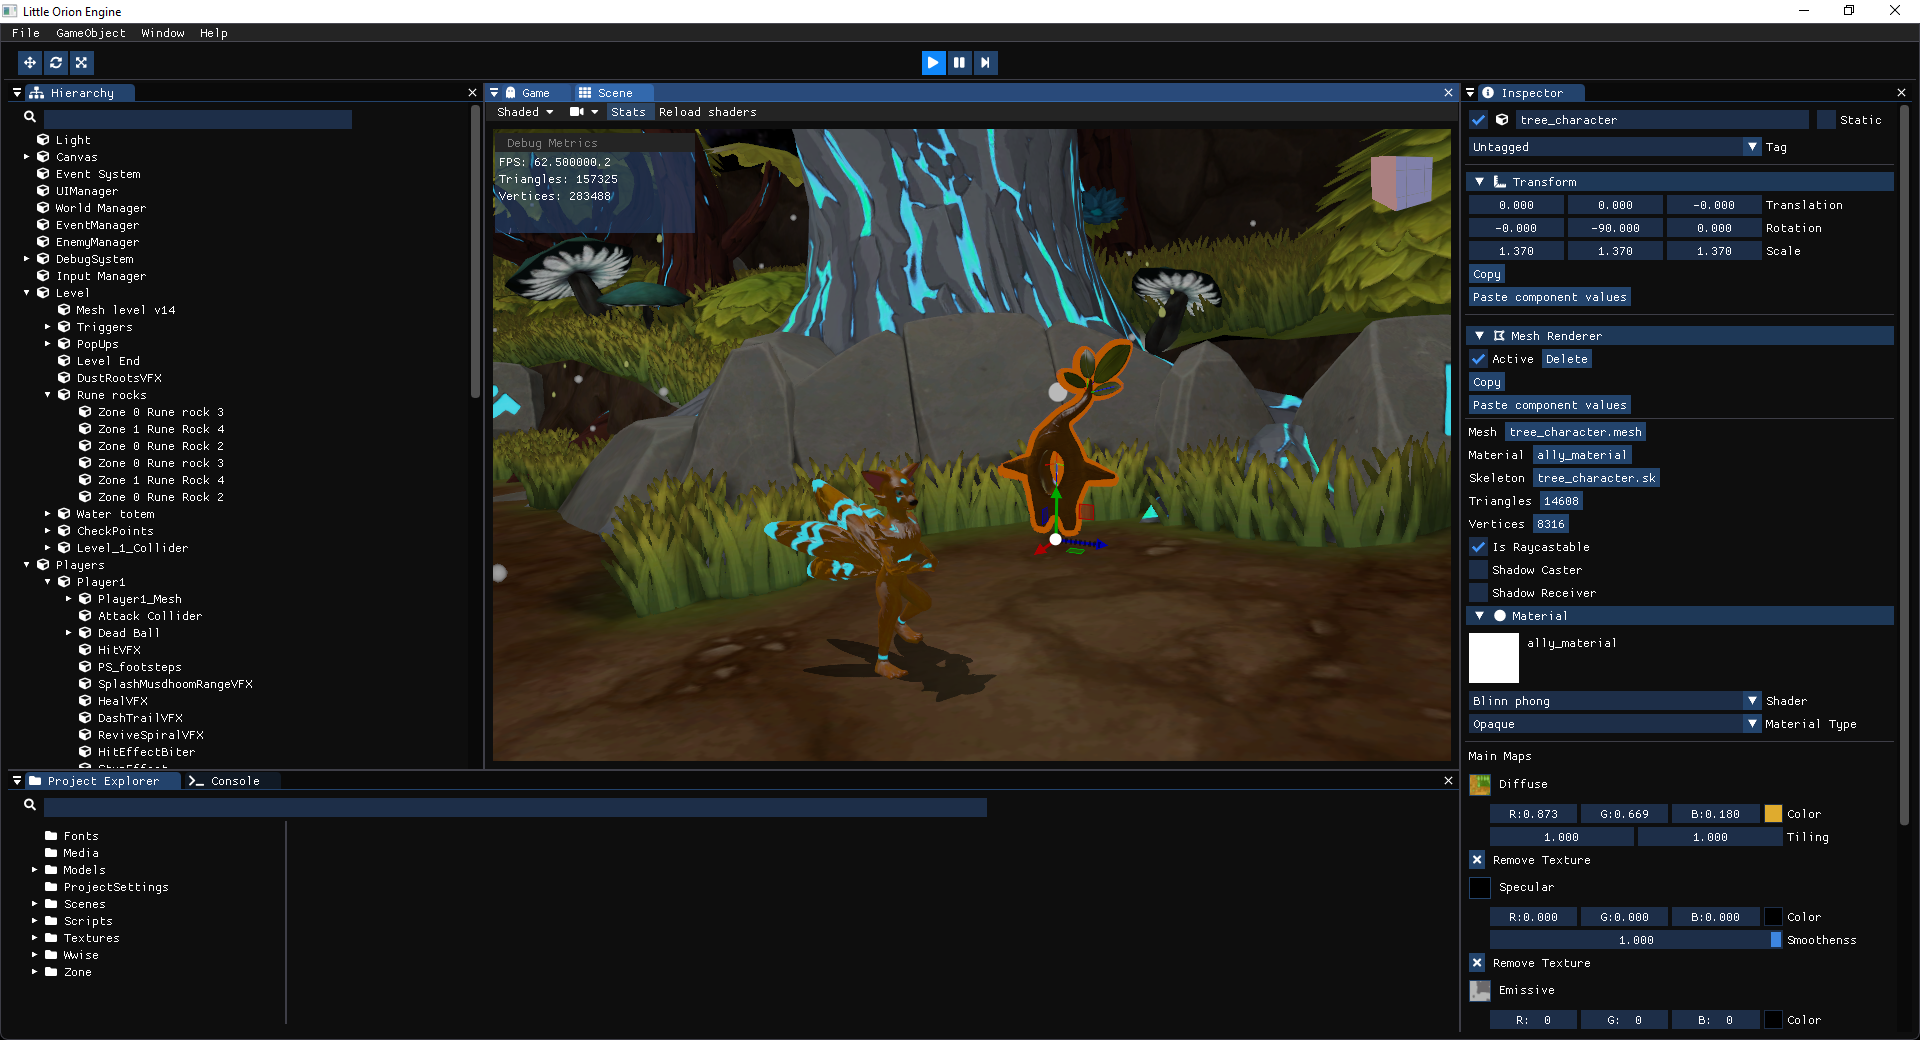 Little Orion Engine
File GameObject Window Help
Hierarchy
Light
Canvas
Event System
UIManager
World Manager
EventManager
EnemyManager
DebugSystem
Input Manager
Level
Mesh level v14
Triggers
PopUps
Level End
DustRootsVFX
Rune rocks
Zone 0 Rune rock 3
Zone 1 Rune Rock 4
Zone 0 Rune Rock 2
Zone 0 Rune rock 3
Zone 1 Rune Rock 4
Zone 0 Rune Rock 2
Water totem
CheckPoints
Level_1_Collider
Players
Player1
Player1_Mesh
Attack Collider
Dead Ball
HitVFX
PS_footsteps
SplashMusdhoomRangeVFX
HealVFX
DashTrailVFX
ReviveSpiralVFX
HitEffectBiter
Game Scene
Shaded Stats Reload shaders
Debug Metrics
FPS: 62.500000.2
Triangles: 157325
Vertices: 283488
Project Explorer Console
Fonts
Media
Models
ProjectSettings
Scenes
Scripts
Textures
Wwise
Zone
Inspector
tree_character Static
Untagged Tag
Transform
0.000 0.000 -0.000 Translation
-0.000 -90.000 0.000 Rotation
1.370 1.370 1.370 Scale
Copy
Paste component values
Mesh Renderer
Active Delete
Copy
Paste component values
Mesh tree_character.mesh
Material ally_material
Skeleton tree_character.sk
Triangles 14608
Vertices 8316
Is Raycastable
Shadow Caster
Shadow Receiver
Material
ally_material
Blinn phong Shader
Opaque Material Type
Main Maps
Diffuse
R:0.873 G:0.669 B:0.180 Color
1.000 1.000 Tiling
Remove Texture
Specular
R:0.000 G:0.000 B:0.000 Color
1.000 Smoothenss
Remove Texture
Emissive
R: 0 G: 0 B: 0 Color